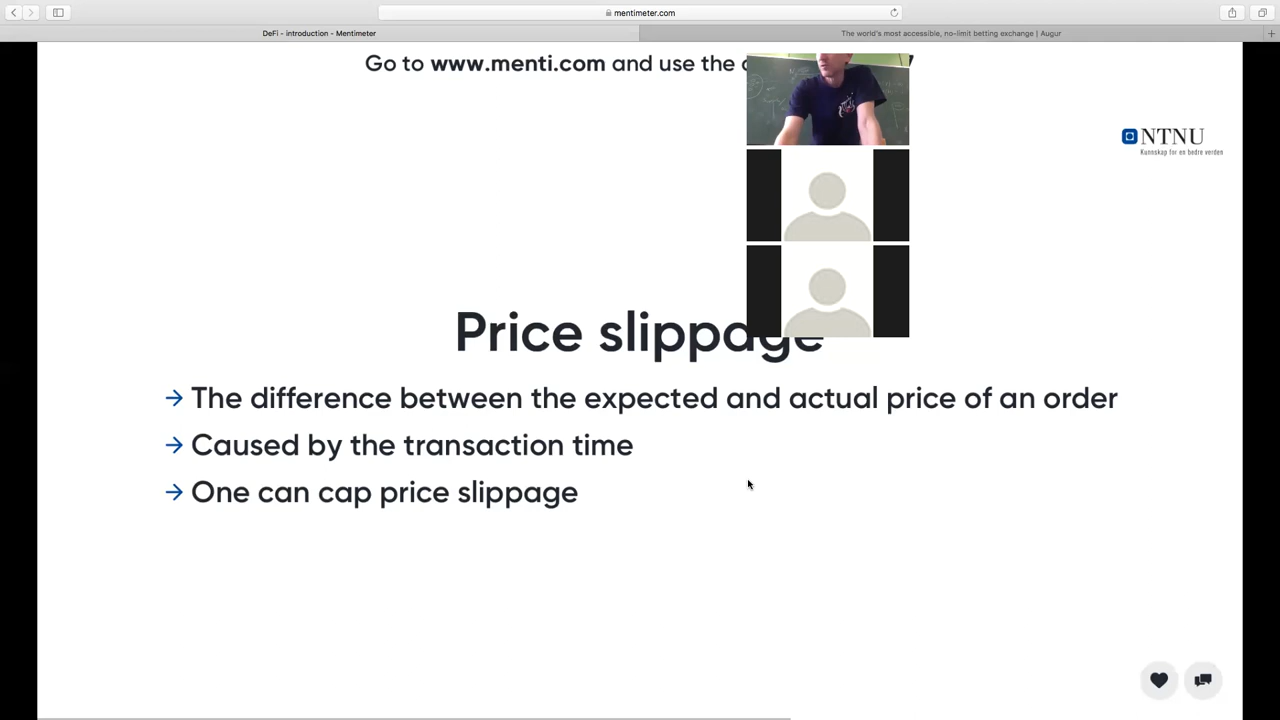 mentimeter.com
DeFi - introduction - Mentimeter
The world's most accessible, no-limit betting exchange | Augur
Go to www.menti.com and use the
NTNU
Kunnskap for en bedre verden
Price slippage
→ The difference between the expected and actual price of an order
→ Caused by the transaction time
→ One can cap price slippage